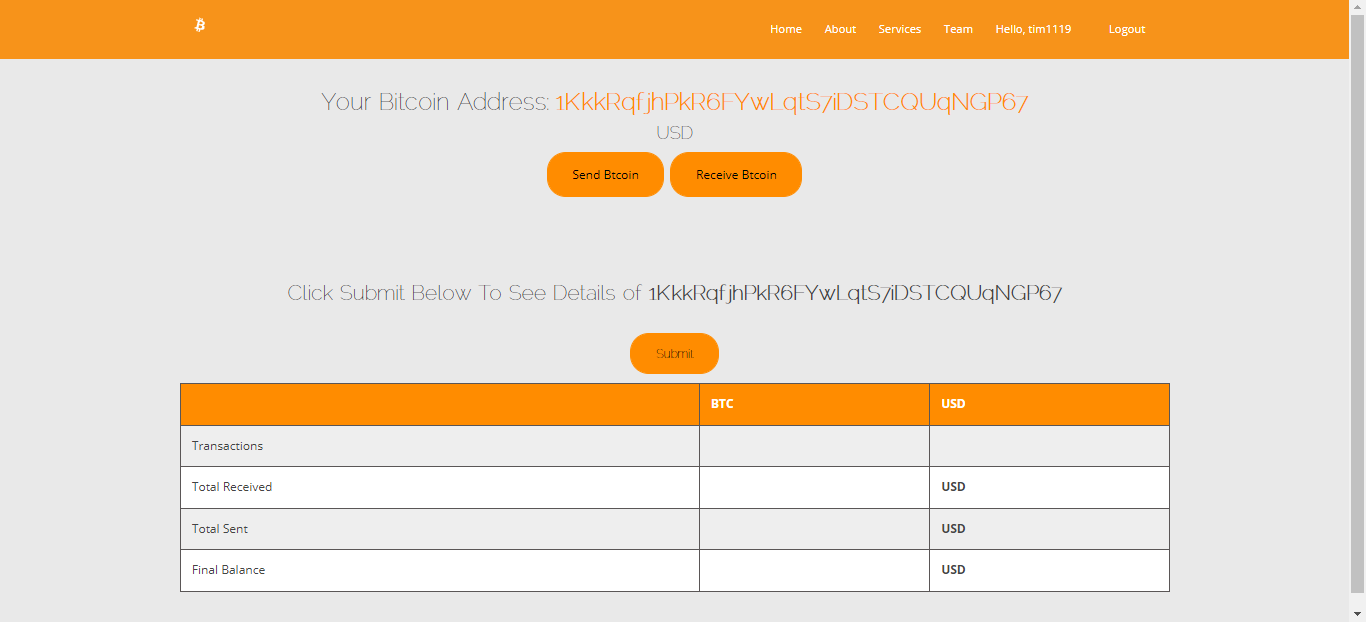 Home About Services Team Hello, tim1119 Logout
Your Bitcoin Address: 1KkkRqfjhPkR6FYwLqtS7iDSTCQUqNGP67
USD
Send Btcoin Receive Btcoin
Click Submit Below To See Details of 1KkkRqfjhPkR6FYwLqtS7iDSTCQUqNGP67
Submit
BTC USD
Transactions
Total Received USD
Total Sent USD
Final Balance USD